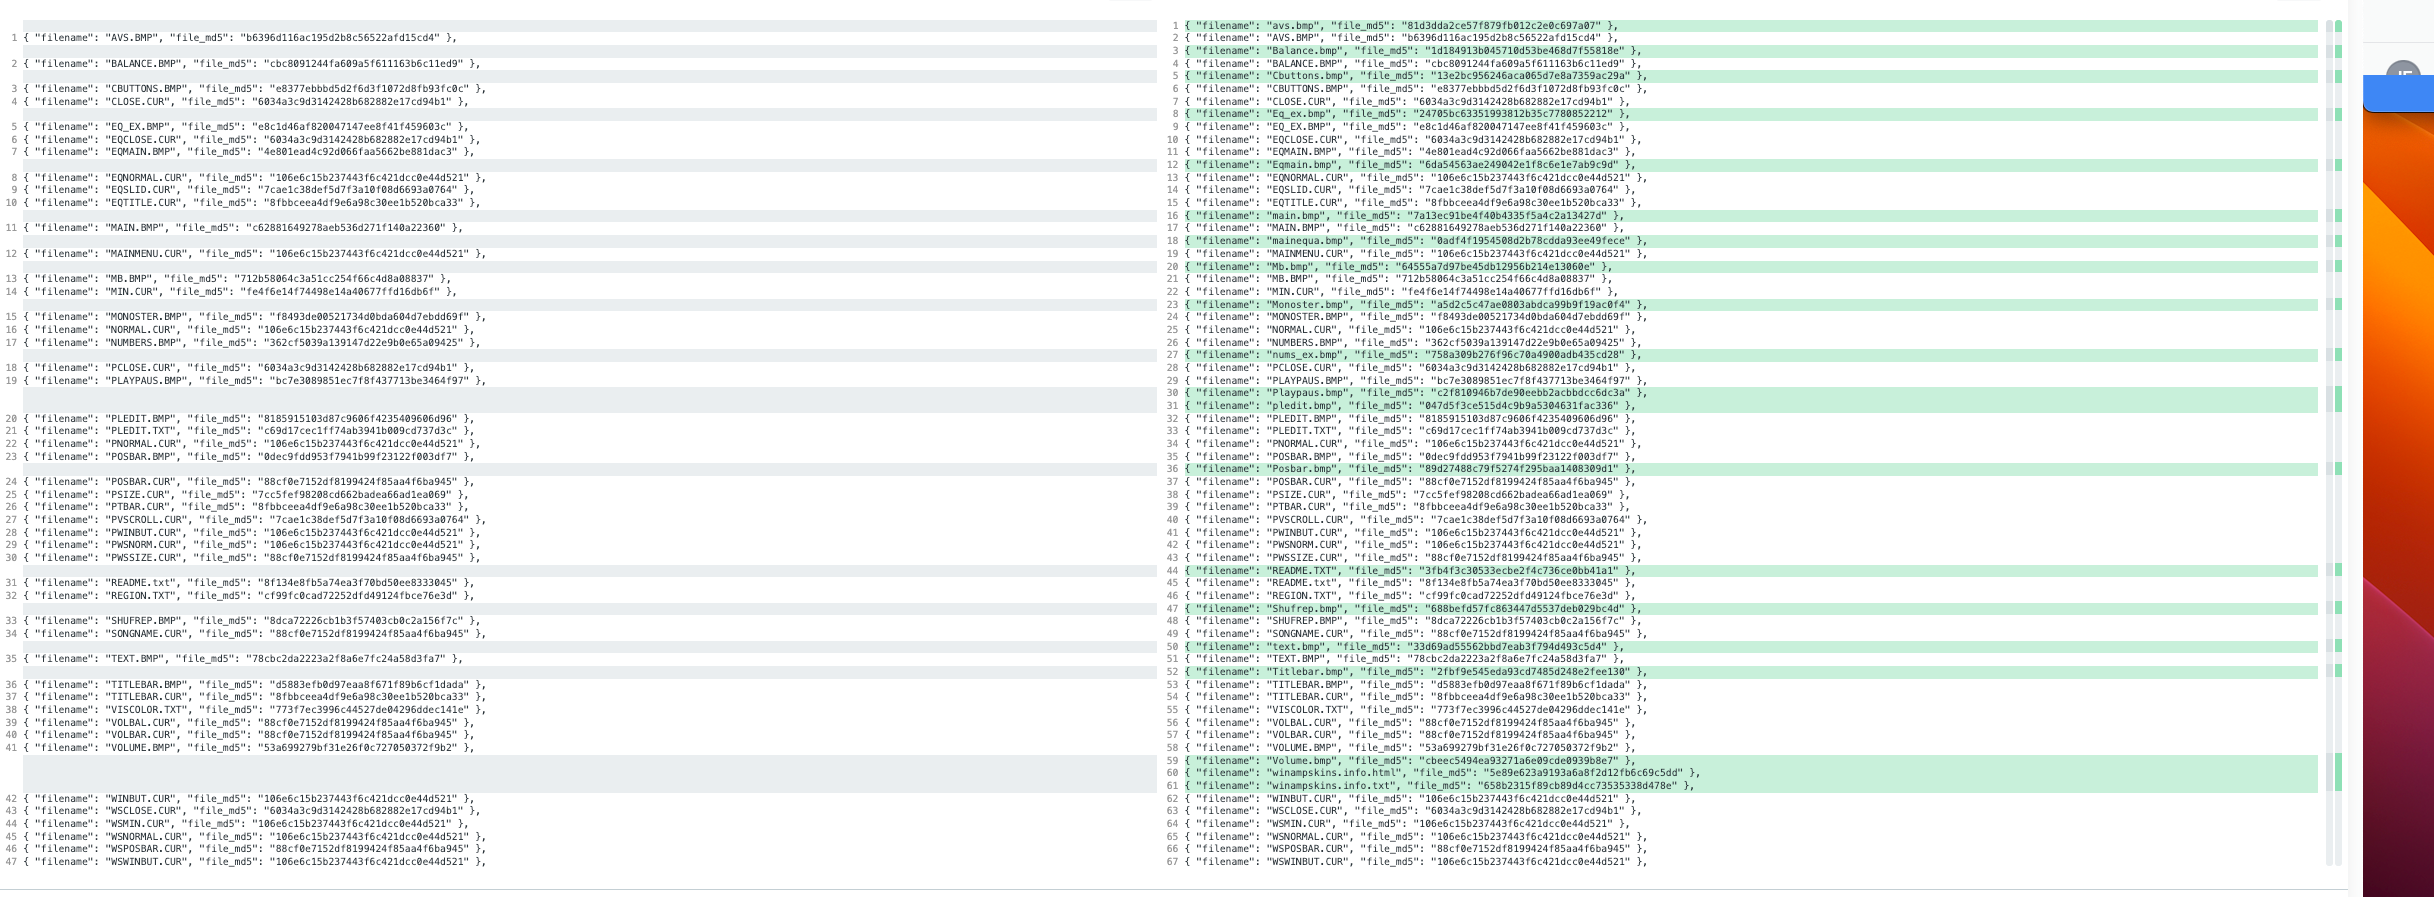 1 { "filename": "AVS.BMP", "file_md5": "b6396d116ac195d2b8c56522afd15cd4" },
2 { "filename": "BALANCE.BMP", "file_md5": "cbc8091244fa609a5f611163b6c11ed9" },
3 { "filename": "CBUTTONS.BMP", "file_md5": "e8377ebbbd5d2f6d3f1072d8fb93fc0c" },
4 { "filename": "CLOSE.CUR", "file_md5": "6034a3c9d3142428b682882e17cd94b1" },
5 { "filename": "EQ_EX.BMP", "file_md5": "e8c1d46af820047147ee8f41f459603c" },
6 { "filename": "EQCLOSE.CUR", "file_md5": "6034a3c9d3142428b682882e17cd94b1" },
7 { "filename": "EQMAIN.BMP", "file_md5": "4e801ead4c92d066faa5662be881dac3" },
8 { "filename": "EQNORMAL.CUR", "file_md5": "106e6c15b237443f6c421dcc0e44d521" },
9 { "filename": "EQSLID.CUR", "file_md5": "7cae1c38def5d7f3a10f08d6693a0764" },
10 { "filename": "EQTITLE.CUR", "file_md5": "8fbbceea4df9e6a98c30ee1b520bca33" },
11 { "filename": "MAIN.BMP", "file_md5": "c62881649278aeb536d271f140a22360" },
12 { "filename": "MAINMENU.CUR", "file_md5": "106e6c15b237443f6c421dcc0e44d521" },
13 { "filename": "MB.BMP", "file_md5": "712b58064c3a51cc254f66c4d8a08837" },
14 { "filename": "MIN.CUR", "file_md5": "fe4f6e14f74498e14a40677ffd16db6f" },
15 { "filename": "MONOSTER.BMP", "file_md5": "f8493de00521734d0bda604d7ebdd69f" },
16 { "filename": "NORMAL.CUR", "file_md5": "106e6c15b237443f6c421dcc0e44d521" },
17 { "filename": "NUMBERS.BMP", "file_md5": "362cf5039a139147d22e9b0e65a09425" },
18 { "filename": "PCLOSE.CUR", "file_md5": "6034a3c9d3142428b682882e17cd94b1" },
19 { "filename": "PLAYPAUS.BMP", "file_md5": "bc7e3089851ec7f8f437713be3464f97" },
20 { "filename": "PLEDIT.BMP", "file_md5": "8185915103d87c9606f4235409606d96" },
21 { "filename": "PLEDIT.TXT", "file_md5": "c69d17cec1ff74ab3941b009cd737d3c" },
22 { "filename": "PNORMAL.CUR", "file_md5": "106e6c15b237443f6c421dcc0e44d521" },
23 { "filename": "POSBAR.BMP", "file_md5": "0dec9fdd953f7941b99f23122f003df7" },
24 { "filename": "POSBAR.CUR", "file_md5": "88cf0e7152df8199424f85aa4f6ba945" },
25 { "filename": "PSIZE.CUR", "file_md5": "7cc5fef98208cd662badea66ad1ea069" },
26 { "filename": "PTBAR.CUR", "file_md5": "8fbbceea4df9e6a98c30ee1b520bca33" },
27 { "filename": "PVSCROLL.CUR", "file_md5": "7cae1c38def5d7f3a10f08d6693a0764" },
28 { "filename": "PWINBUT.CUR", "file_md5": "106e6c15b237443f6c421dcc0e44d521" },
29 { "filename": "PWSNORM.CUR", "file_md5": "106e6c15b237443f6c421dcc0e44d521" },
30 { "filename": "PWSSIZE.CUR", "file_md5": "88cf0e7152df8199424f85aa4f6ba945" },
31 { "filename": "README.txt", "file_md5": "8f134e8fb5a74ea3f70bd50ee8333045" },
32 { "filename": "REGION.TXT", "file_md5": "cf99fc0cad72252dfd49124fbce76e3d" },
33 { "filename": "SHUFREP.BMP", "file_md5": "8dca72226cb1b3f57403cb0c2a156f7c" },
34 { "filename": "SONGNAME.CUR", "file_md5": "88cf0e7152df8199424f85aa4f6ba945" },
35 { "filename": "TEXT.BMP", "file_md5": "78cbc2da2223a2f8a6e7fc24a58d3fa7" },
36 { "filename": "TITLEBAR.BMP", "file_md5": "d5883efb0d97eaa8f671f89b6cf1dada" },
37 { "filename": "TITLEBAR.CUR", "file_md5": "8fbbceea4df9e6a98c30ee1b520bca33" },
38 { "filename": "VISCOLOR.TXT", "file_md5": "773f7ec3996c44527de04296ddec141e" },
39 { "filename": "VOLBAL.CUR", "file_md5": "88cf0e7152df8199424f85aa4f6ba945" },
40 { "filename": "VOLBAR.CUR", "file_md5": "88cf0e7152df8199424f85aa4f6ba945" },
41 { "filename": "VOLUME.BMP", "file_md5": "53a699279bf31e26f0c727050372f9b2" },
42 { "filename": "WINBUT.CUR", "file_md5": "106e6c15b237443f6c421dcc0e44d521" },
43 { "filename": "WSCLOSE.CUR", "file_md5": "6034a3c9d3142428b682882e17cd94b1" },
44 { "filename": "WSMIN.CUR", "file_md5": "106e6c15b237443f6c421dcc0e44d521" },
45 { "filename": "WSNORMAL.CUR", "file_md5": "106e6c15b237443f6c421dcc0e44d521" },
46 { "filename": "WSPOSBAR.CUR", "file_md5": "88cf0e7152df8199424f85aa4f6ba945" },
47 { "filename": "WSWINBUT.CUR", "file_md5": "106e6c15b237443f6c421dcc0e44d521" },
1 { "filename": "avs.bmp", "file_md5": "81d3dda2ce57f879fb012c2e0c697a07" },
2 { "filename": "AVS.BMP", "file_md5": "b6396d116ac195d2b8c56522afd15cd4" },
3 { "filename": "Balance.bmp", "file_md5": "1d184913b045710d53be468d7f55818e" },
4 { "filename": "BALANCE.BMP", "file_md5": "cbc8091244fa609a5f611163b6c11ed9" },
5 { "filename": "Cbuttons.bmp", "file_md5": "13e2bc956246aca065d7e8a7359ac29a" },
6 { "filename": "CBUTTONS.BMP", "file_md5": "e8377ebbbd5d2f6d3f1072d8fb93fc0c" },
7 { "filename": "CLOSE.CUR", "file_md5": "6034a3c9d3142428b682882e17cd94b1" },
8 { "filename": "Eq_ex.bmp", "file_md5": "24705bc63351993812b35c7780852212" },
9 { "filename": "EQ_EX.BMP", "file_md5": "e8c1d46af820047147ee8f41f459603c" },
10 { "filename": "EQCLOSE.CUR", "file_md5": "6034a3c9d3142428b682882e17cd94b1" },
11 { "filename": "EQMAIN.BMP", "file_md5": "4e801ead4c92d066faa5662be881dac3" },
12 { "filename": "Eqmain.bmp", "file_md5": "6da54563ae249042e1f8c6e1e7ab9c9d" },
13 { "filename": "EQNORMAL.CUR", "file_md5": "106e6c15b237443f6c421dcc0e44d521" },
14 { "filename": "EQSLID.CUR", "file_md5": "7cae1c38def5d7f3a10f08d6693a0764" },
15 { "filename": "EQTITLE.CUR", "file_md5": "8fbbceea4df9e6a98c30ee1b520bca33" },
16 { "filename": "main.bmp", "file_md5": "7a13ec91be4f40b4335f5a4c2a13427d" },
17 { "filename": "MAIN.BMP", "file_md5": "c62881649278aeb536d271f140a22360" },
18 { "filename": "mainequa.bmp", "file_md5": "0adf4f1954508d2b78cdda93ee49fece" },
19 { "filename": "MAINMENU.CUR", "file_md5": "106e6c15b237443f6c421dcc0e44d521" },
20 { "filename": "Mb.bmp", "file_md5": "64555a7d97be45db12956b214e13060e" },
21 { "filename": "MB.BMP", "file_md5": "712b58064c3a51cc254f66c4d8a08837" },
22 { "filename": "MIN.CUR", "file_md5": "fe4f6e14f74498e14a40677ffd16db6f" },
23 { "filename": "Monoster.bmp", "file_md5": "a5d2c5c47ae0803abdca99b9f19ac0f4" },
24 { "filename": "MONOSTER.BMP", "file_md5": "f8493de00521734d0bda604d7ebdd69f" },
25 { "filename": "NORMAL.CUR", "file_md5": "106e6c15b237443f6c421dcc0e44d521" },
26 { "filename": "NUMBERS.BMP", "file_md5": "362cf5039a139147d22e9b0e65a09425" },
27 { "filename": "nums_ex.bmp", "file_md5": "758a309b276f96c70a4900adb435cd28" },
28 { "filename": "PCLOSE.CUR", "file_md5": "6034a3c9d3142428b682882e17cd94b1" },
29 { "filename": "PLAYPAUS.BMP", "file_md5": "bc7e3089851ec7f8f437713be3464f97" },
30 { "filename": "Playpaus.bmp", "file_md5": "c2f810946b7de90eebb2acbbdcc6dc3a" },
31 { "filename": "pledit.bmp", "file_md5": "047d5f3ce515d4c9b9a5304631fac336" },
32 { "filename": "PLEDIT.BMP", "file_md5": "8185915103d87c9606f4235409606d96" },
33 { "filename": "PLEDIT.TXT", "file_md5": "c69d17cec1ff74ab3941b009cd737d3c" },
34 { "filename": "PNORMAL.CUR", "file_md5": "106e6c15b237443f6c421dcc0e44d521" },
35 { "filename": "POSBAR.BMP", "file_md5": "0dec9fdd953f7941b99f23122f003df7" },
36 { "filename": "Posbar.bmp", "file_md5": "89d27488c79f5274f295baa1408309d1" },
37 { "filename": "POSBAR.CUR", "file_md5": "88cf0e7152df8199424f85aa4f6ba945" },
38 { "filename": "PSIZE.CUR", "file_md5": "7cc5fef98208cd662badea66ad1ea069" },
39 { "filename": "PTBAR.CUR", "file_md5": "8fbbceea4df9e6a98c30ee1b520bca33" },
40 { "filename": "PVSCROLL.CUR", "file_md5": "7cae1c38def5d7f3a10f08d6693a0764" },
41 { "filename": "PWINBUT.CUR", "file_md5": "106e6c15b237443f6c421dcc0e44d521" },
42 { "filename": "PWSNORM.CUR", "file_md5": "106e6c15b237443f6c421dcc0e44d521" },
43 { "filename": "PWSSIZE.CUR", "file_md5": "88cf0e7152df8199424f85aa4f6ba945" },
44 { "filename": "README.TXT", "file_md5": "3fb4f3c30533ecbe2f4c736ce0bb41a1" },
45 { "filename": "README.txt", "file_md5": "8f134e8fb5a74ea3f70bd50ee8333045" },
46 { "filename": "REGION.TXT", "file_md5": "cf99fc0cad72252dfd49124fbce76e3d" },
47 { "filename": "Shufrep.bmp", "file_md5": "688befd57fc863447d5537deb029bc4d" },
48 { "filename": "SHUFREP.BMP", "file_md5": "8dca72226cb1b3f57403cb0c2a156f7c" },
49 { "filename": "SONGNAME.CUR", "file_md5": "88cf0e7152df8199424f85aa4f6ba945" },
50 { "filename": "text.bmp", "file_md5": "33d69ad55562bbd7eab3f794d493c5d4" },
51 { "filename": "TEXT.BMP", "file_md5": "78cbc2da2223a2f8a6e7fc24a58d3fa7" },
52 { "filename": "Titlebar.bmp", "file_md5": "2fbf9e545eda93cd7485d248e2fee130" },
53 { "filename": "TITLEBAR.BMP", "file_md5": "d5883efb0d97eaa8f671f89b6cf1dada" },
54 { "filename": "TITLEBAR.CUR", "file_md5": "8fbbceea4df9e6a98c30ee1b520bca33" },
55 { "filename": "VISCOLOR.TXT", "file_md5": "773f7ec3996c44527de04296ddec141e" },
56 { "filename": "VOLBAL.CUR", "file_md5": "88cf0e7152df8199424f85aa4f6ba945" },
57 { "filename": "VOLBAR.CUR", "file_md5": "88cf0e7152df8199424f85aa4f6ba945" },
58 { "filename": "VOLUME.BMP", "file_md5": "53a699279bf31e26f0c727050372f9b2" },
59 { "filename": "Volume.bmp", "file_md5": "cbeec5494ea93271a6e09cde0939b8e7" },
60 { "filename": "winampskins.info.html", "file_md5": "5e89e623a9193a6a8f2d12fb6c69c5dd" },
61 { "filename": "winampskins.info.txt", "file_md5": "658b2315f89cb89d4cc73535338d478e" },
62 { "filename": "WINBUT.CUR", "file_md5": "106e6c15b237443f6c421dcc0e44d521" },
63 { "filename": "WSCLOSE.CUR", "file_md5": "6034a3c9d3142428b682882e17cd94b1" },
64 { "filename": "WSMIN.CUR", "file_md5": "106e6c15b237443f6c421dcc0e44d521" },
65 { "filename": "WSNORMAL.CUR", "file_md5": "106e6c15b237443f6c421dcc0e44d521" },
66 { "filename": "WSPOSBAR.CUR", "file_md5": "88cf0e7152df8199424f85aa4f6ba945" },
67 { "filename": "WSWINBUT.CUR", "file_md5": "106e6c15b237443f6c421dcc0e44d521" },